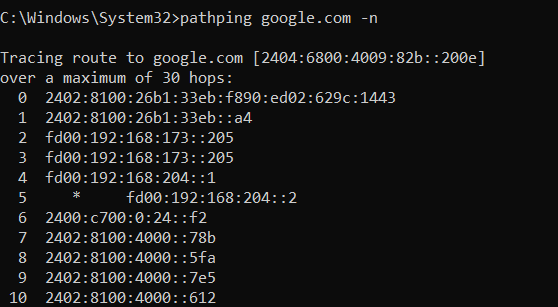 C:\Windows\System32>pathping google.com -n
Tracing route to google.com [2404:6800:4009:82b::200e]
over a maximum of 30 hops:
0 2402:8100:26b1:33eb:f890:ed02:629c:1443
1 2402:8100:26b1:33eb::a4
2 fd00:192:168:173::205
3 fd00:192:168:173::205
4 fd00:192:168:204::1
5 * fd00:192:168:204::2
6 2400:c700:0:24::f2
7 2402:8100:4000::78b
8 2402:8100:4000::5fa
9 2402:8100:4000::7e5
10 2402:8100:4000::612